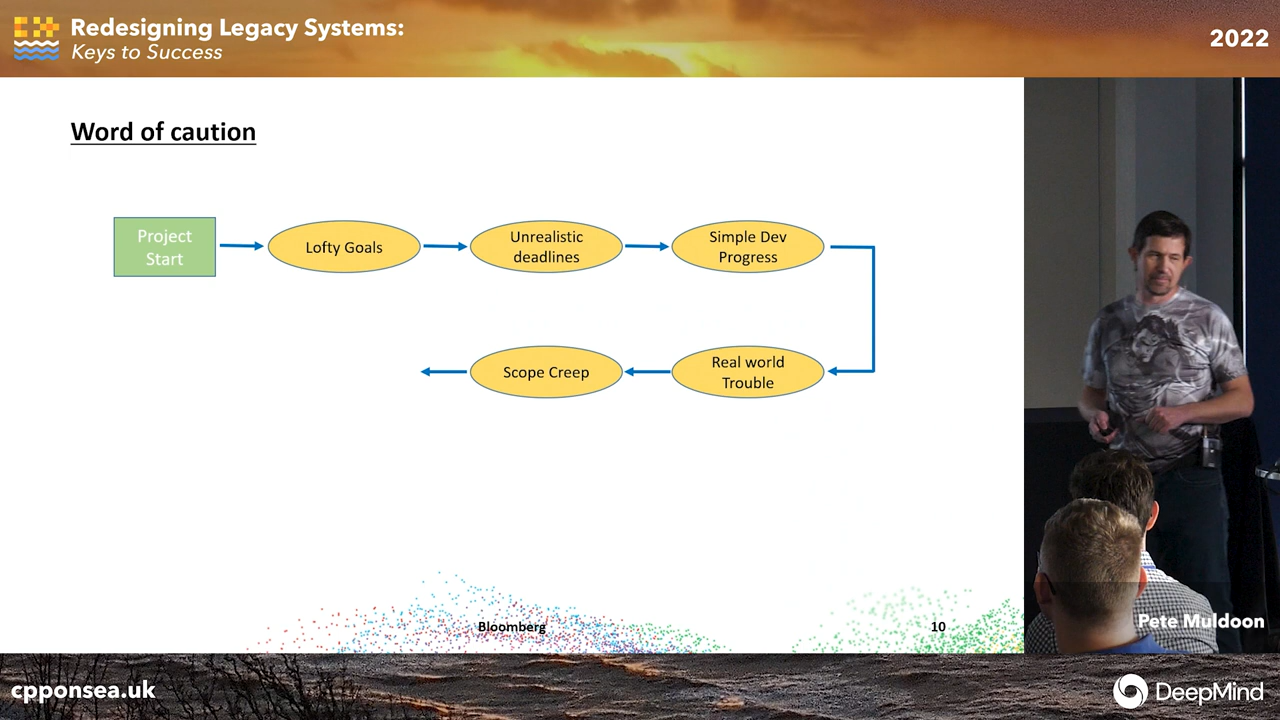 Redesigning Legacy Systems:
Keys to Success
2022
Word of caution
Project
Start
Lofty Goals
Unrealistic
deadlines
Simple Dev
Progress
Real world
Trouble
Scope Creep
Bloomberg
10
Pete Muldoon
cpponsea.uk
DeepMind